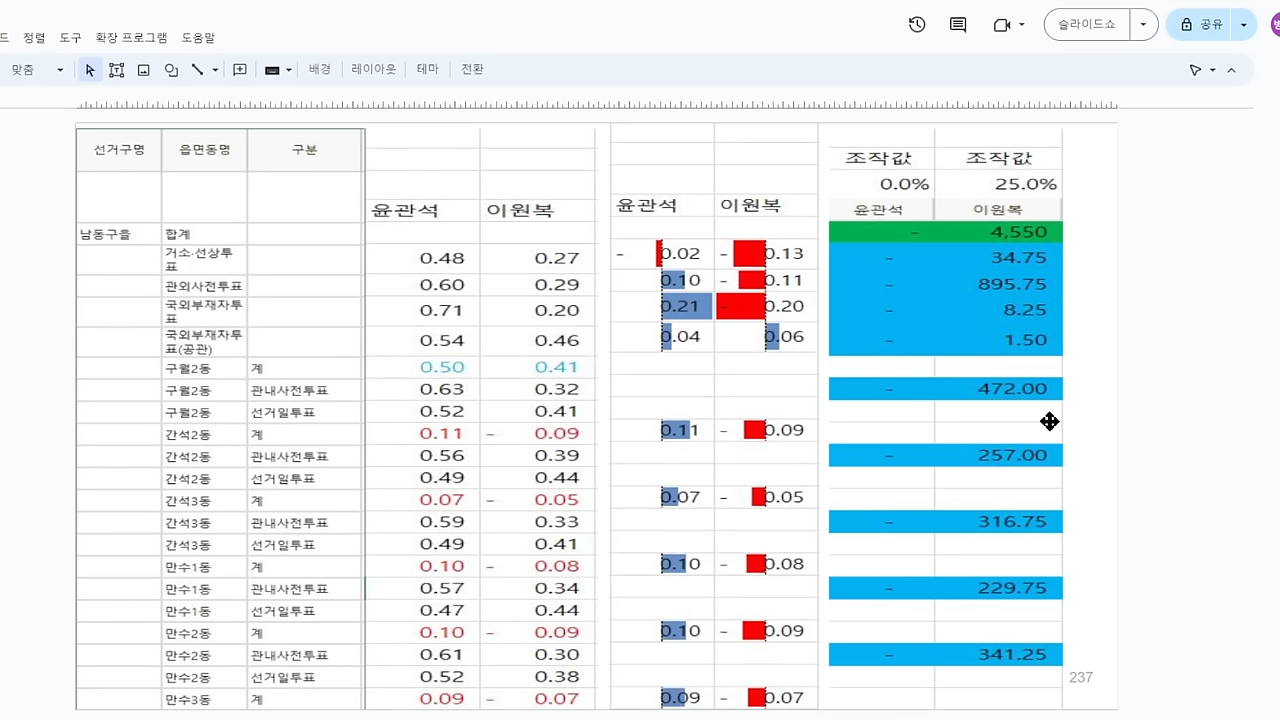 드 정렬 도구 확장 프로그램 도움말 슬라이드쇼 공유
맞춤 배경 레이아웃 테마 전환
선거구명 읍면동명 구분
조작값 조작값
0.0% 25.0%
윤관석 이원복 윤관석 이원복 윤관석 이원복
남동구을 합계 - 4,550
거소·선상투표 0.48 0.27 - 0.02 - 0.13 - 34.75
관외사전투표 0.60 0.29 0.10 - 0.11 - 895.75
국외부재자투표 0.71 0.20 0.21 - 0.20 - 8.25
국외부재자투표(공관) 0.54 0.46 0.04 0.06 - 1.50
구월2동 계 0.50 0.41
구월2동 관내사전투표 0.63 0.32 - 472.00
구월2동 선거일투표 0.52 0.41
간석2동 계 0.11 - 0.09 0.11 - 0.09
간석2동 관내사전투표 0.56 0.39 - 257.00
간석2동 선거일투표 0.49 0.44
간석3동 계 0.07 - 0.05 0.07 - 0.05
간석3동 관내사전투표 0.59 0.33 - 316.75
간석3동 선거일투표 0.49 0.41
만수1동 계 0.10 - 0.08 0.10 - 0.08
만수1동 관내사전투표 0.57 0.34 - 229.75
만수1동 선거일투표 0.47 0.44
만수2동 계 0.10 - 0.09 0.10 - 0.09
만수2동 관내사전투표 0.61 0.30 - 341.25
만수2동 선거일투표 0.52 0.38
만수3동 계 0.09 - 0.07 0.09 - 0.07
237